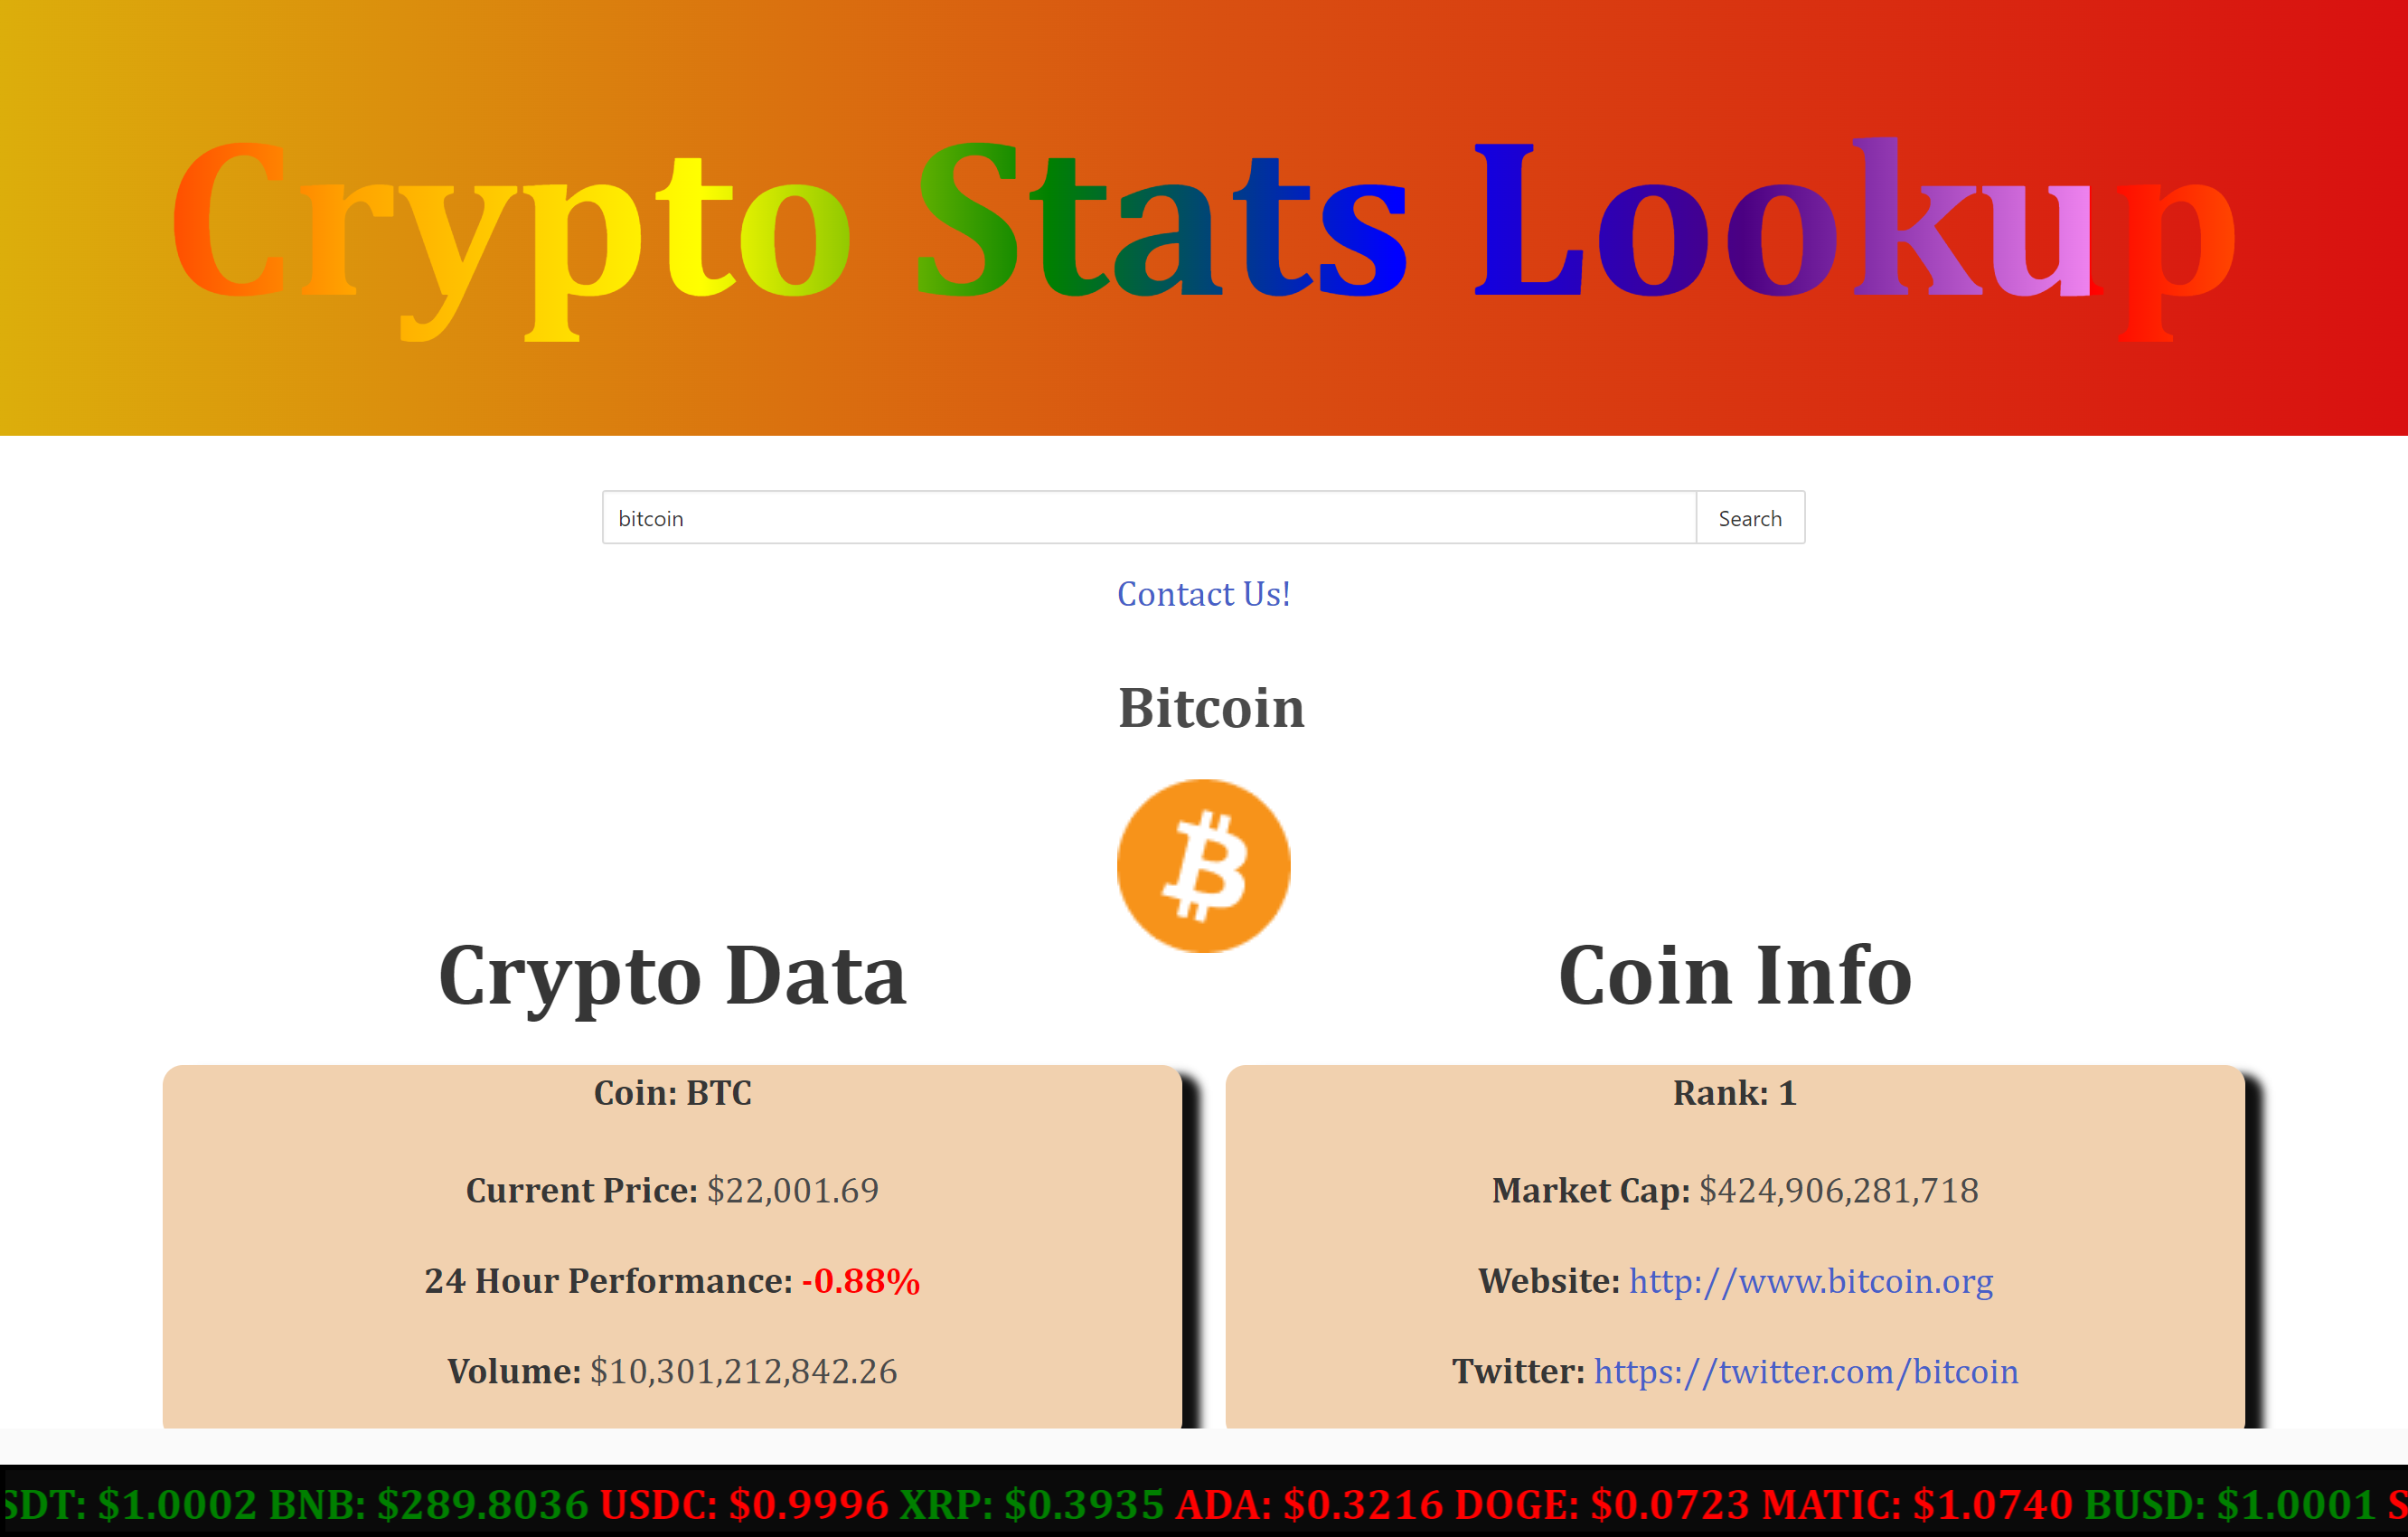 Crypto Stats Lookup
bitcoin
Search
Contact Us!
Bitcoin
Crypto Data
Coin: BTC
Current Price: $22,001.69
24 Hour Performance: -0.88%
Volume: $10,301,212,842.26
Coin Info
Rank: 1
Market Cap: $424,906,281,718
Website: http://www.bitcoin.org
Twitter: https://twitter.com/bitcoin
SDT: $1.0002 BNB: $289.8036 USDC: $0.9996 XRP: $0.3935 ADA: $0.3216 DOGE: $0.0723 MATIC: $1.0740 BUSD: $1.0001 S